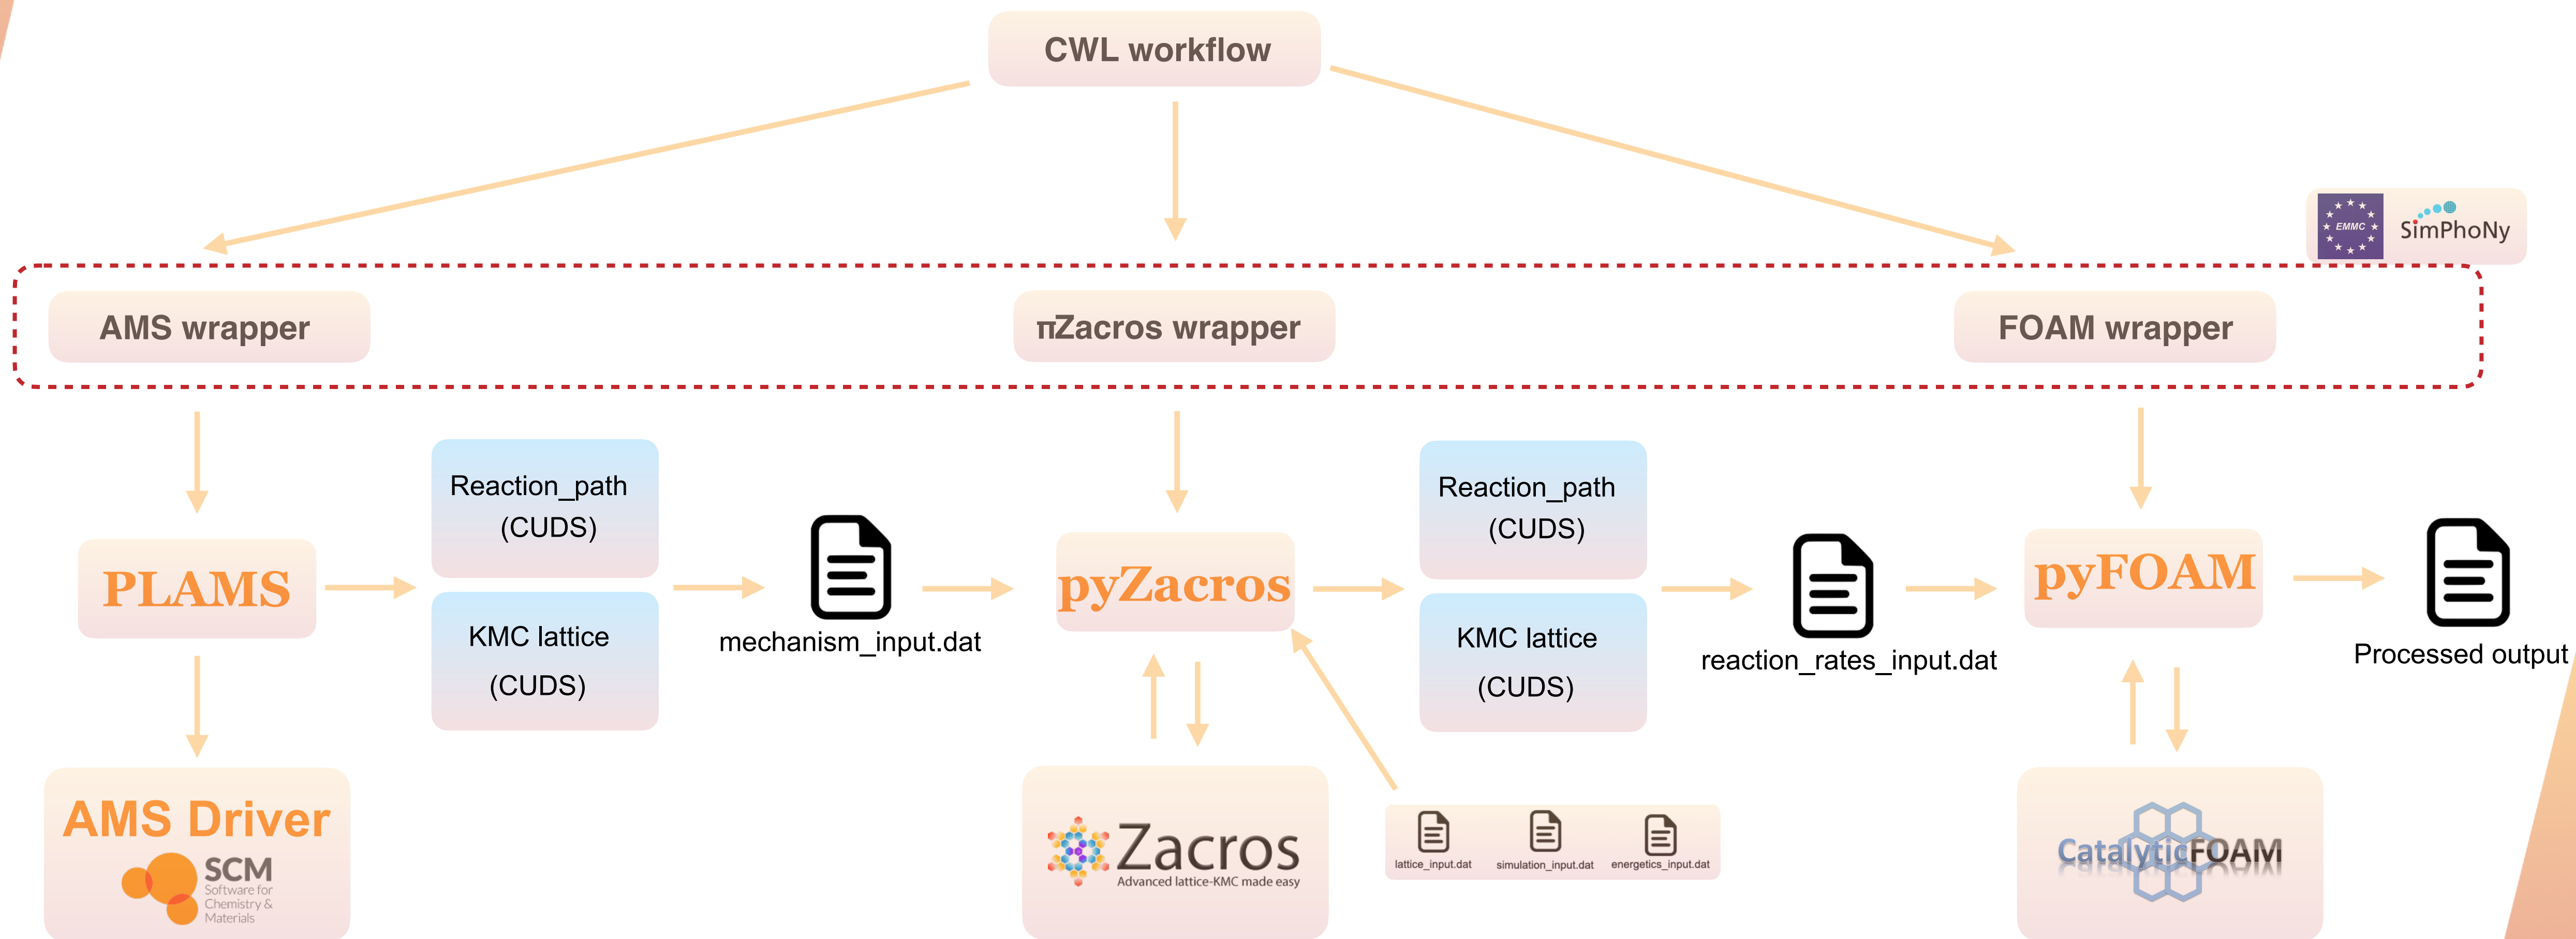 CWL workflow
EMMC
SimPhoNy
AMS wrapper
πZacros wrapper
FOAM wrapper
Reaction_path
(CUDS)
KMC lattice
(CUDS)
Reaction_path
(CUDS)
KMC lattice
(CUDS)
PLAMS
mechanism_input.dat
pyZacros
reaction_rates_input.dat
pyFOAM
Processed output
AMS Driver
SCM
Software for
Chemistry &
Materials
Zacros
Advanced lattice-KMC made easy
lattice_input.dat
simulation_input.dat
energetics_input.dat
CatalyticFOAM